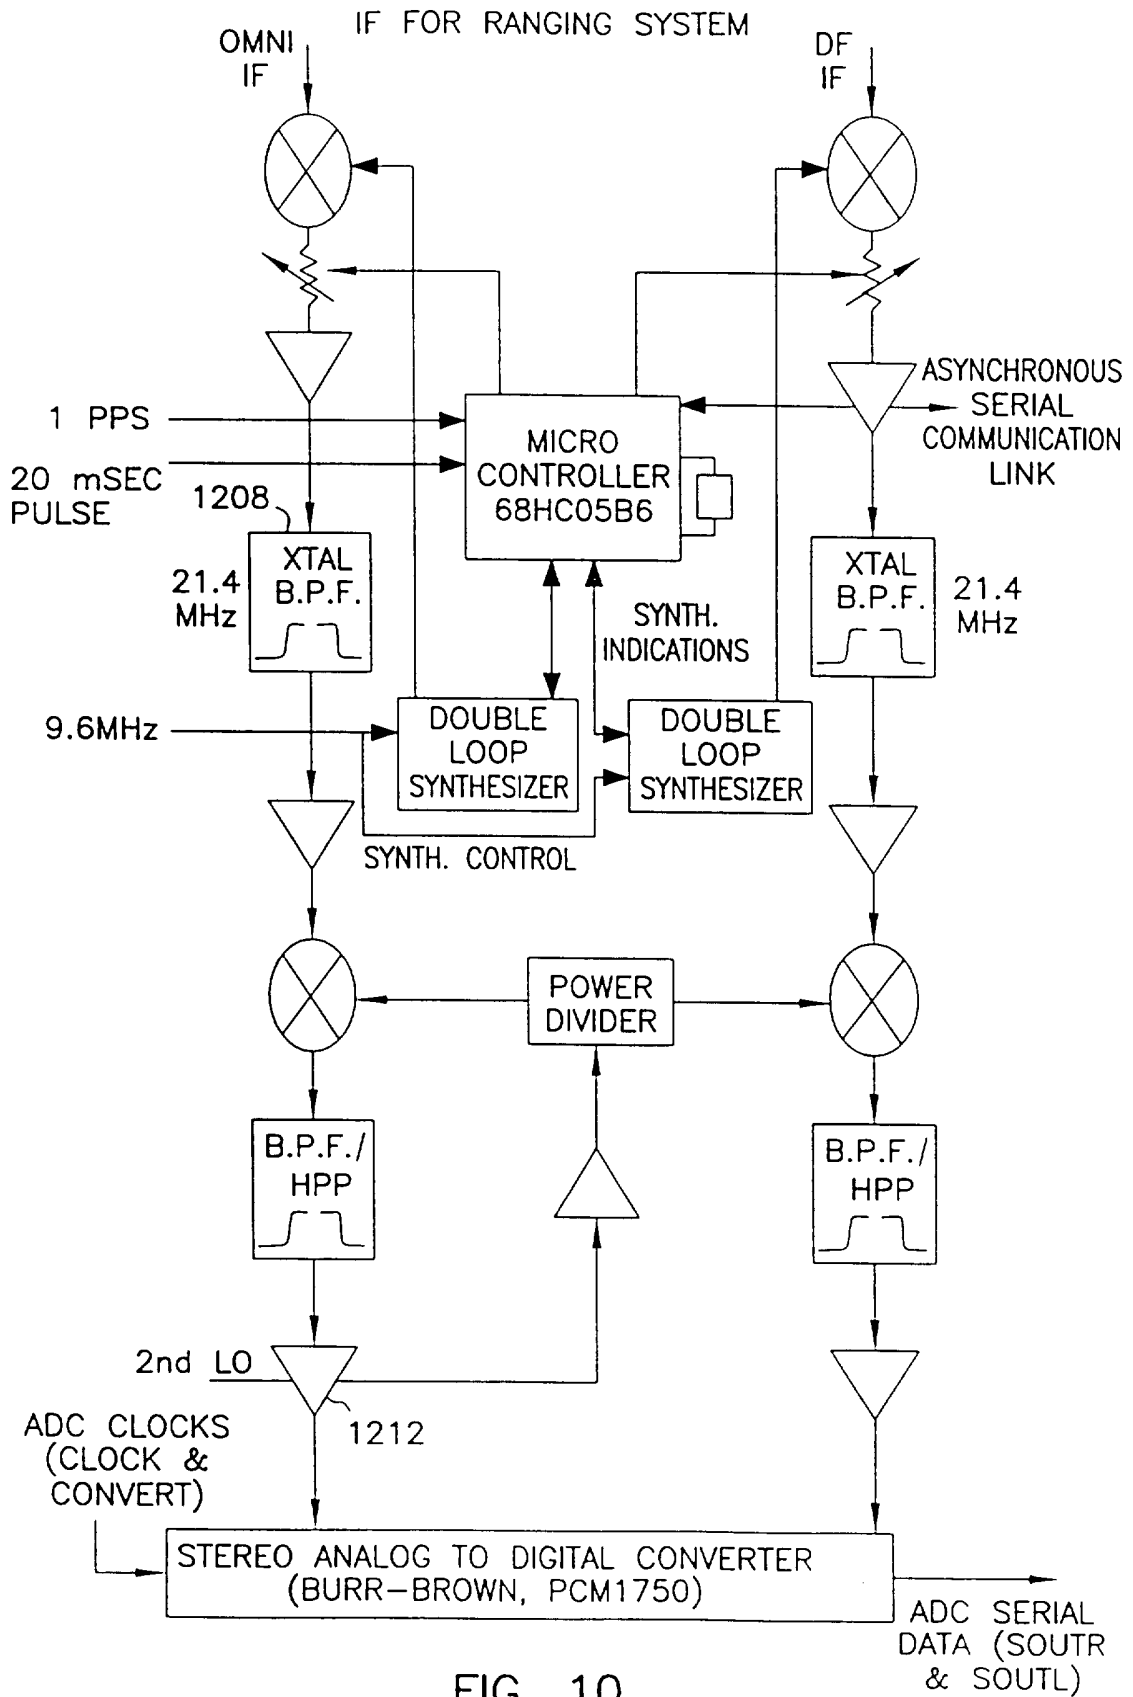 IF FOR RANGING SYSTEM
OMNI
IF
DF
IF
1 PPS
20 mSEC
PULSE
MICRO
CONTROLLER
68HC05B6
ASYNCHRONOUS
SERIAL
COMMUNICATION
LINK
1208
XTAL
B.P.F.
21.4
MHz
XTAL
B.P.F.
21.4
MHz
SYNTH.
INDICATIONS
9.6MHz
DOUBLE
LOOP
SYNTHESIZER
DOUBLE
LOOP
SYNTHESIZER
SYNTH. CONTROL
POWER
DIVIDER
B.P.F./
HPP
B.P.F./
HPP
2nd LO
1212
ADC CLOCKS
(CLOCK &
CONVERT)
STEREO ANALOG TO DIGITAL CONVERTER
(BURR-BROWN, PCM1750)
ADC SERIAL
DATA (SOUTR
& SOUTL)
FIG. 10